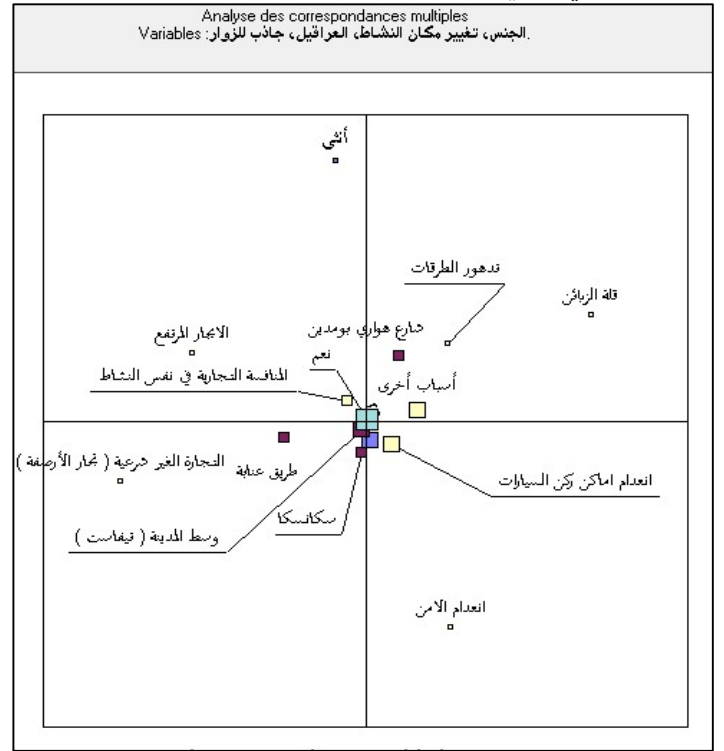 Analyse des correspondances multiples
Variables :الجنس، تغيير مكان النشاط، العراقيل، جاذب للزوار.
أنثى
تدهور الطرقات
قلة الزبائن
شارع هواري بومدين
الايجار المرتفع
نعم
المنافسة التجارية في نفس النشاط
أسباب أخرى
التجارة الغير شرعية ( تجار الأرصفة )
طريق عنابة
انعدام اماكن ركن السيارات
سكانسكا
وسط المدينة ( تيفاست )
انعدام الامن